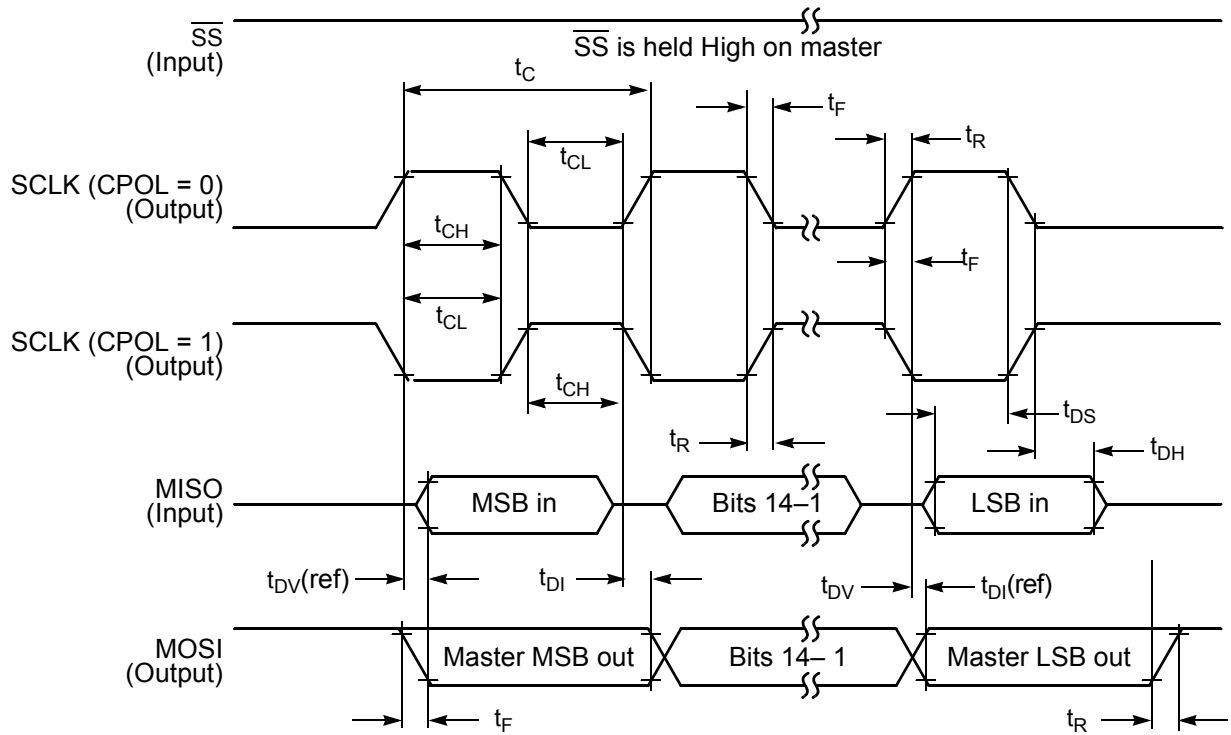 SS
(Input)
SS is held High on master
tC
tF
tR
tCL
SCLK (CPOL = 0)
(Output)
tCH
tF
tCL
SCLK (CPOL = 1)
(Output)
tCH
tDS
tR
tDH
MISO
(Input)
MSB in
Bits 14–1
LSB in
tDV(ref)
tDI
tDV
tDI(ref)
MOSI
(Output)
Master MSB out
Bits 14– 1
Master LSB out
tF
tR